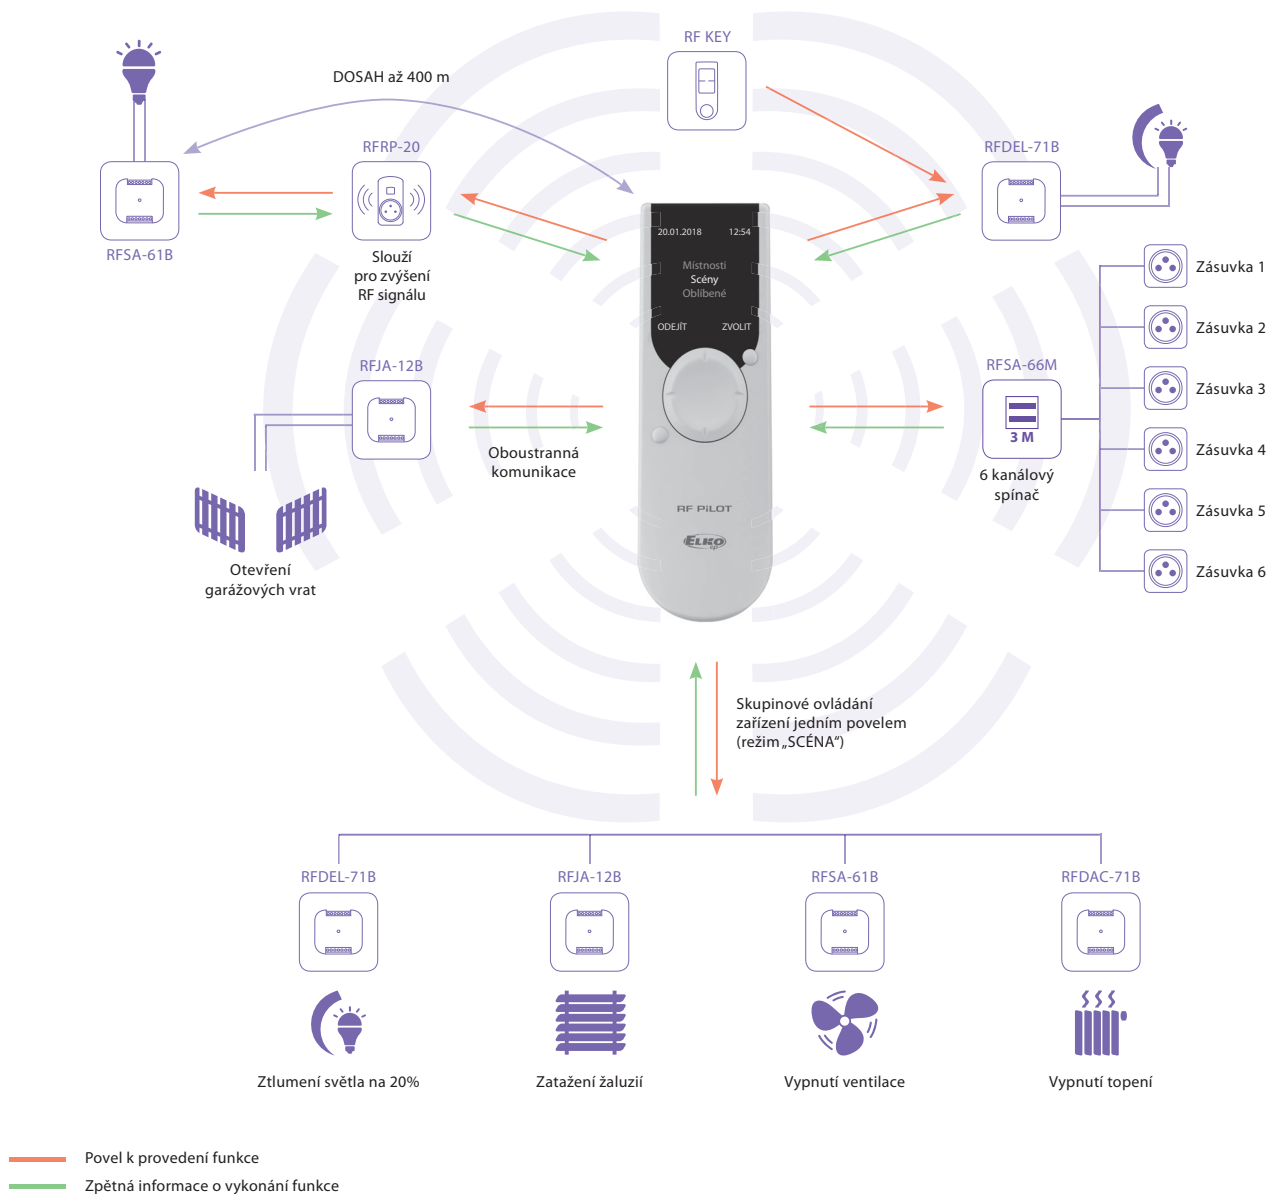 RF KEY
DOSAH až 400 m
RFRP-20
RFDEL-71B
RFSA-61B
Slouží
pro zvýšení
RF signálu
20.01.2018 12:54
Místnosti
Scény
Oblíbené
ODEJÍT ZVOLIT
Zásuvka 1
Zásuvka 2
Zásuvka 3
Zásuvka 4
Zásuvka 5
Zásuvka 6
RFJA-12B
RFSA-66M
3 M
6 kanálový
spínač
Oboustranná
komunikace
RF PiLOT
ELKO
ep
Otevření
garážových vrat
Skupinové ovládání
zařízení jedním povelem
(režim „SCÉNA“)
RFDEL-71B
RFJA-12B
RFSA-61B
RFDAC-71B
Ztlumení světla na 20%
Zatažení žaluzií
Vypnutí ventilace
Vypnutí topení
Povel k provedení funkce
Zpětná informace o vykonání funkce